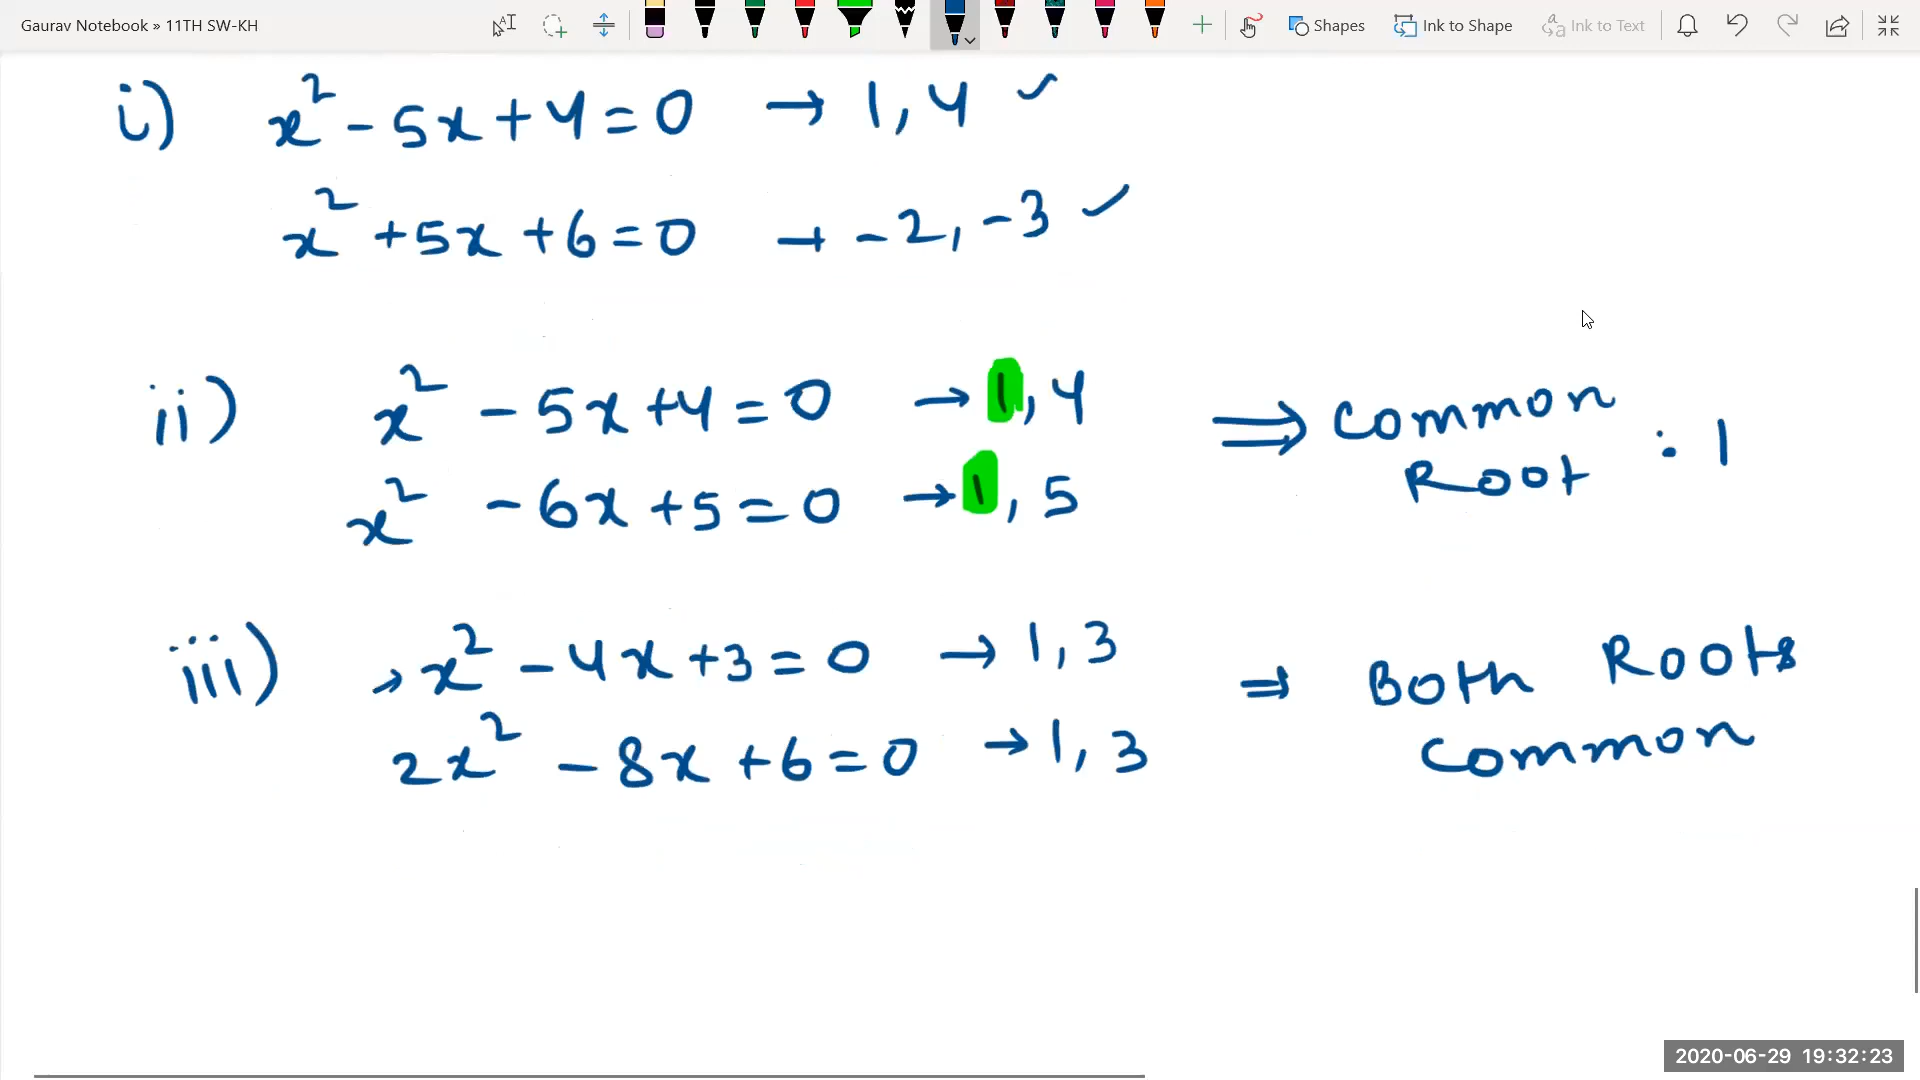 Gaurav Notebook » 11TH SW-KH
Shapes
Ink to Shape
Ink to Text
i) x² - 5x + 4 = 0 → 1, 4 ✓
x² + 5x + 6 = 0 → -2, -3 ✓
ii) x² - 5x + 4 = 0 → 1, 4
x² - 6x + 5 = 0 → 1, 5
⇒ Common
Root : 1
iii) → x² - 4x + 3 = 0 → 1, 3
2x² - 8x + 6 = 0 → 1, 3
⇒ Both Roots
Common
2020-06-29 19:32:23